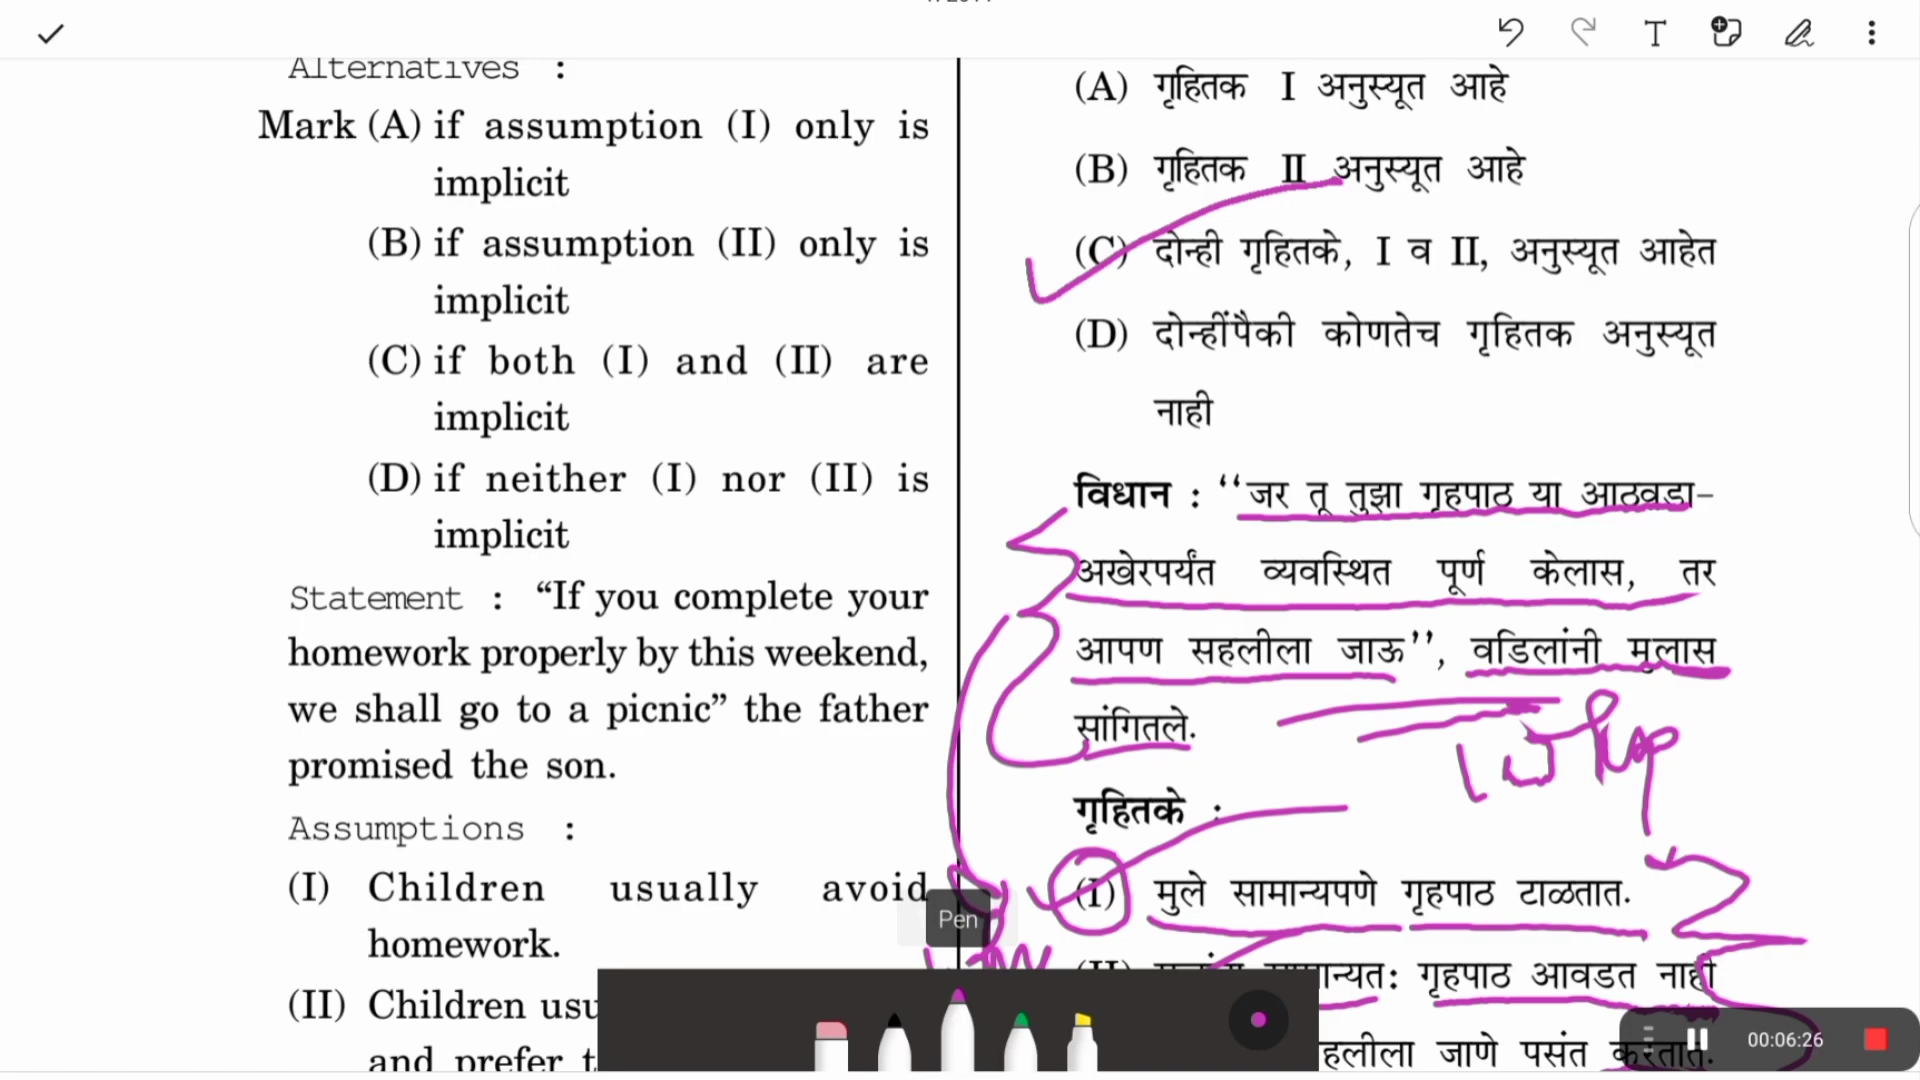 Alternatives :
Mark (A) if assumption (I) only is
implicit
(B) if assumption (II) only is
implicit
(C) if both (I) and (II) are
implicit
(D) if neither (I) nor (II) is
implicit
Statement : “If you complete your
homework properly by this weekend,
we shall go to a picnic” the father
promised the son.
Assumptions :
(I) Children usually avoid
homework.
(II) Children usu
and prefer t
(A) गृहितक I अनुस्यूत आहे
(B) गृहितक II अनुस्यूत आहे
(C) दोन्ही गृहितके, I व II, अनुस्यूत आहेत
(D) दोन्हींपैकी कोणतेच गृहितक अनुस्यूत
नाही
विधान : ‘‘जर तू तुझा गृहपाठ या आठवडा–
अखेरपर्यंत व्यवस्थित पूर्ण केलास, तर
आपण सहलीला जाऊ’’, वडिलांनी मुलास
सांगितले.
गृहितके :
(I) मुले सामान्यपणे गृहपाठ टाळतात.
गृहपाठ आवडत नाही
जाणे पसंत करतात.
Pen
00:06:26